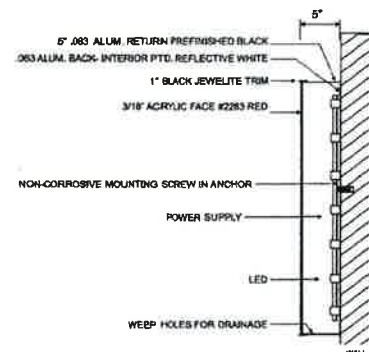 5"
5" .063 ALUM. RETURN PREFINISHED BLACK
.063 ALUM. BACK- INTERIOR PTD. REFLECTIVE WHITE
1" BLACK JEWELITE TRIM
3/16" ACRYLIC FACE #2283 RED
NON-CORROSIVE MOUNTING SCREW IN ANCHOR
POWER SUPPLY
LED
WEEP HOLES FOR DRAINAGE